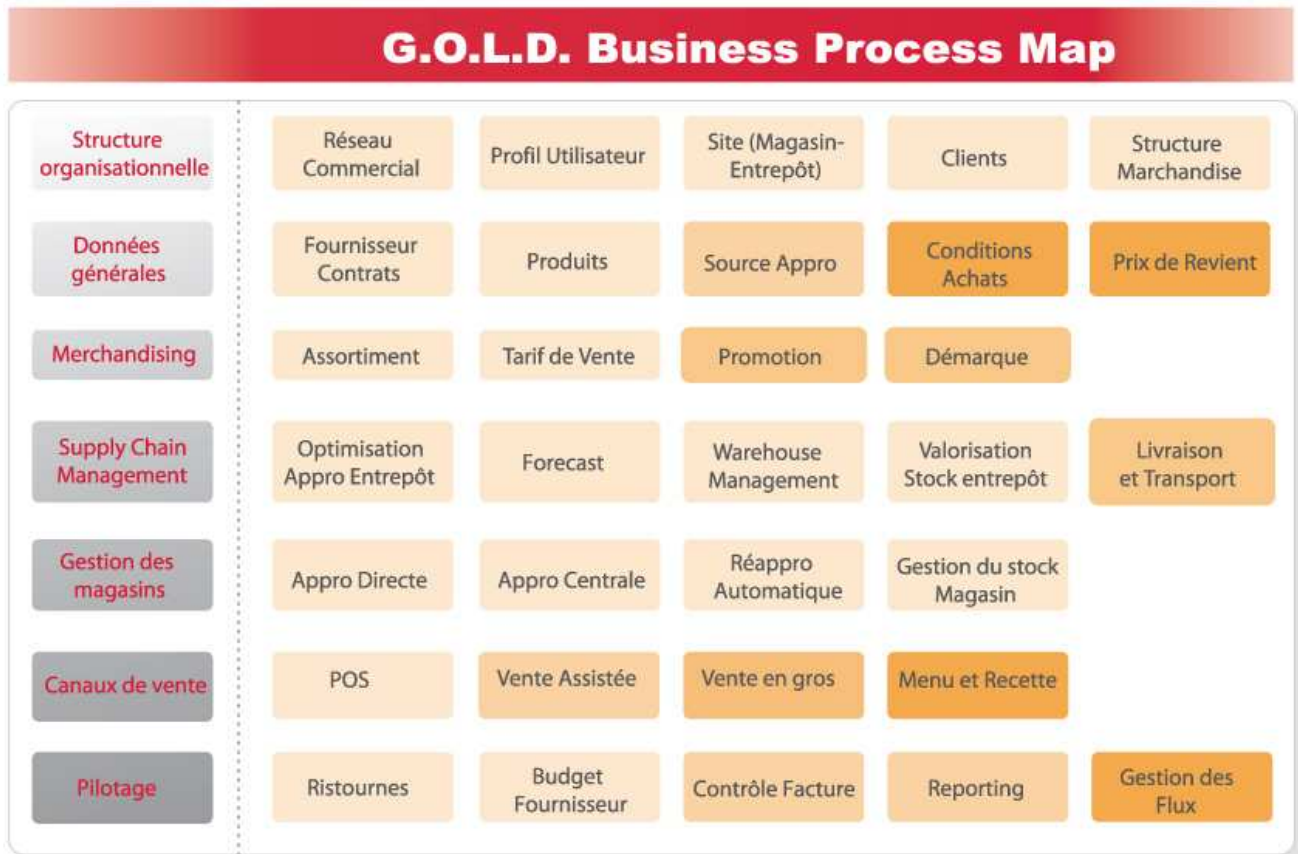 G.O.L.D. Business Process Map
Structure
organisationnelle
Réseau
Commercial
Profil Utilisateur
Site (Magasin-
Entrepôt)
Clients
Structure
Marchandise
Données
générales
Fournisseur
Contrats
Produits
Source Appro
Conditions
Achats
Prix de Revient
Merchandising
Assortiment
Tarif de Vente
Promotion
Démarque
Supply Chain
Management
Optimisation
Appro Entrepôt
Forecast
Warehouse
Management
Valorisation
Stock entrepôt
Livraison
et Transport
Gestion des
magasins
Appro Directe
Appro Centrale
Réappro
Automatique
Gestion du stock
Magasin
Canaux de vente
POS
Vente Assistée
Vente en gros
Menu et Recette
Pilotage
Ristournes
Budget
Fournisseur
Contrôle Facture
Reporting
Gestion des
Flux